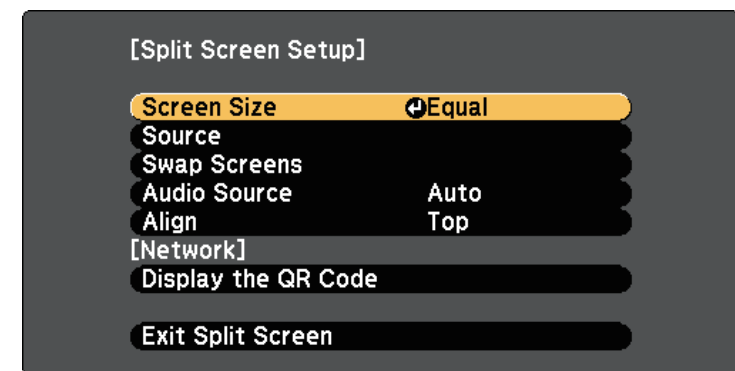 [Split Screen Setup]
Screen Size Equal
Source
Swap Screens
Audio Source Auto
Align Top
[Network]
Display the QR Code
Exit Split Screen